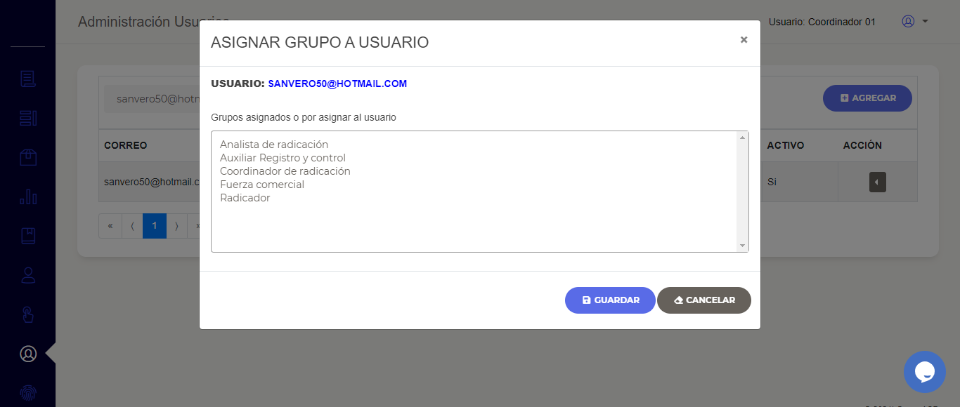 Administración Usuarios
Usuario: Coordinador 01
ASIGNAR GRUPO A USUARIO
×
USUARIO: SANVERO50@HOTMAIL.COM
sanvero50@hotm
AGREGAR
Grupos asignados o por asignar al usuario
Analista de radicación
Auxiliar Registro y control
Coordinador de radicación
Fuerza comercial
Radicador
CORREO
ACTIVO
ACCIÓN
sanvero50@hotmail.c
Si
« ⟨ 1 ⟩
GUARDAR
CANCELAR